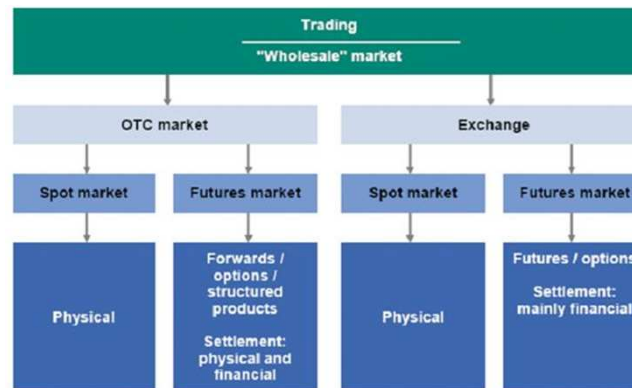 Trading
"Wholesale" market
OTC market
Exchange
Spot market
Futures market
Spot market
Futures market
Physical
Forwards /
options /
structured
products
Settlement:
physical and
financial
Physical
Futures / options
Settlement:
mainly financial